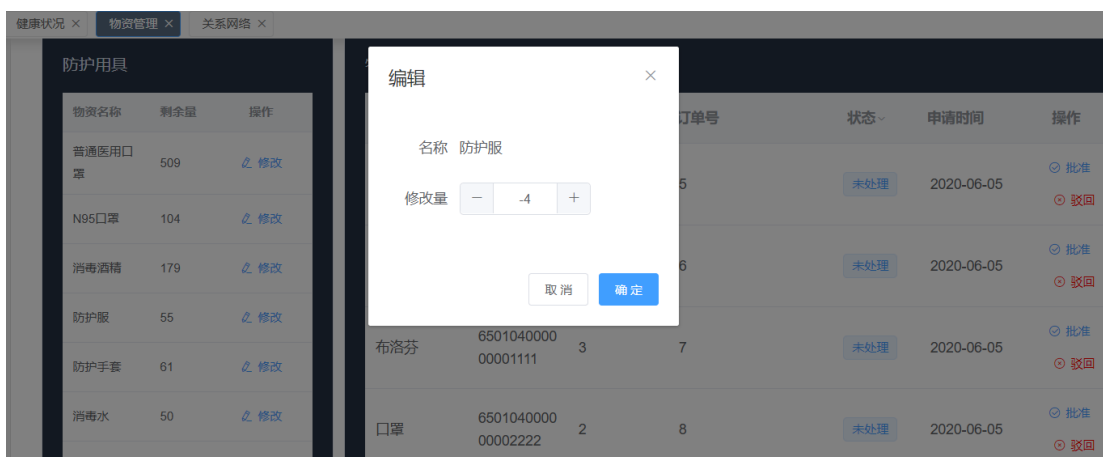 健康状况 ×
物资管理 ×
关系网络 ×
防护用具
物资名称 剩余量 操作
普通医用口
罩
509 修改
N95口罩 104 修改
消毒酒精 179 修改
防护服 55 修改
防护手套 61 修改
消毒水 50 修改
编辑 ×
名称 防护服
修改量 − -4 +
取消 确定
订单号 状态 申请时间 操作
5 未处理 2020-06-05 批准
驳回
6 未处理 2020-06-05 批准
驳回
布洛芬 6501040000
00001111
3 7 未处理 2020-06-05 批准
驳回
口罩 6501040000
00002222
2 8 未处理 2020-06-05 批准
驳回